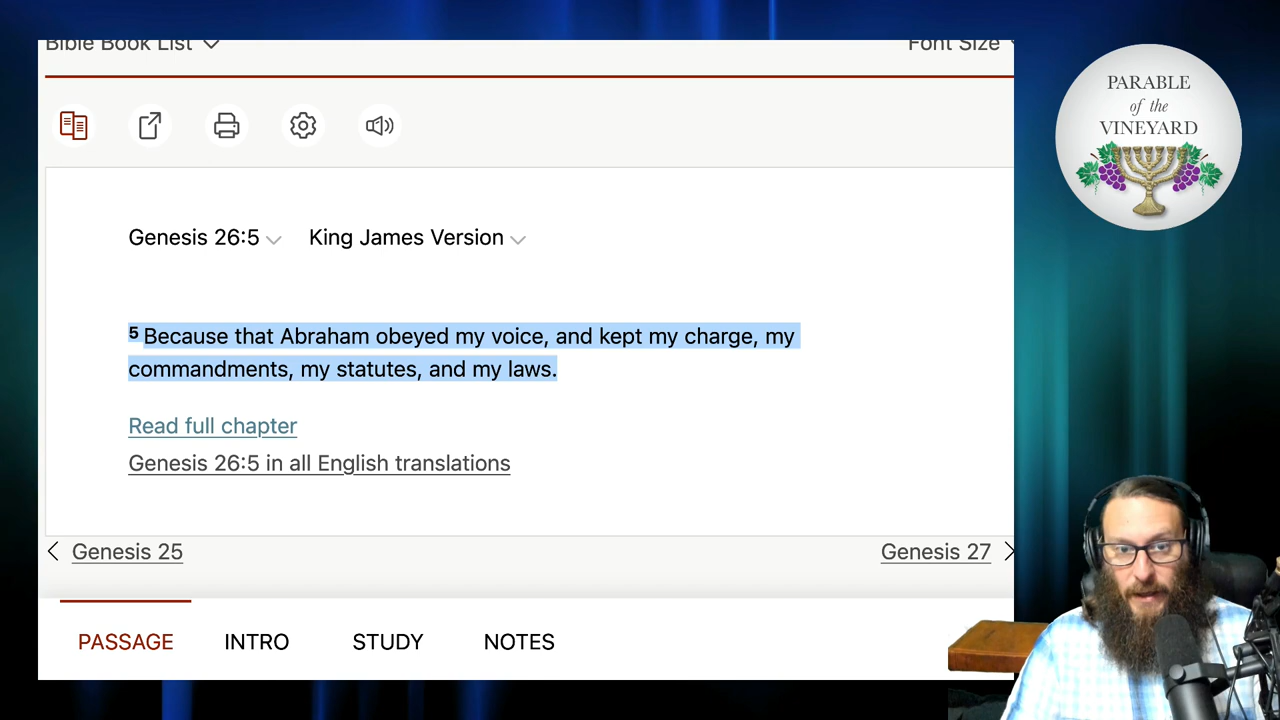 Bible Book List
Font Size
PARABLE
of the
VINEYARD
Genesis 26:5
King James Version
5 Because that Abraham obeyed my voice, and kept my charge, my
commandments, my statutes, and my laws.
Read full chapter
Genesis 26:5 in all English translations
Genesis 25
Genesis 27
PASSAGE
INTRO
STUDY
NOTES